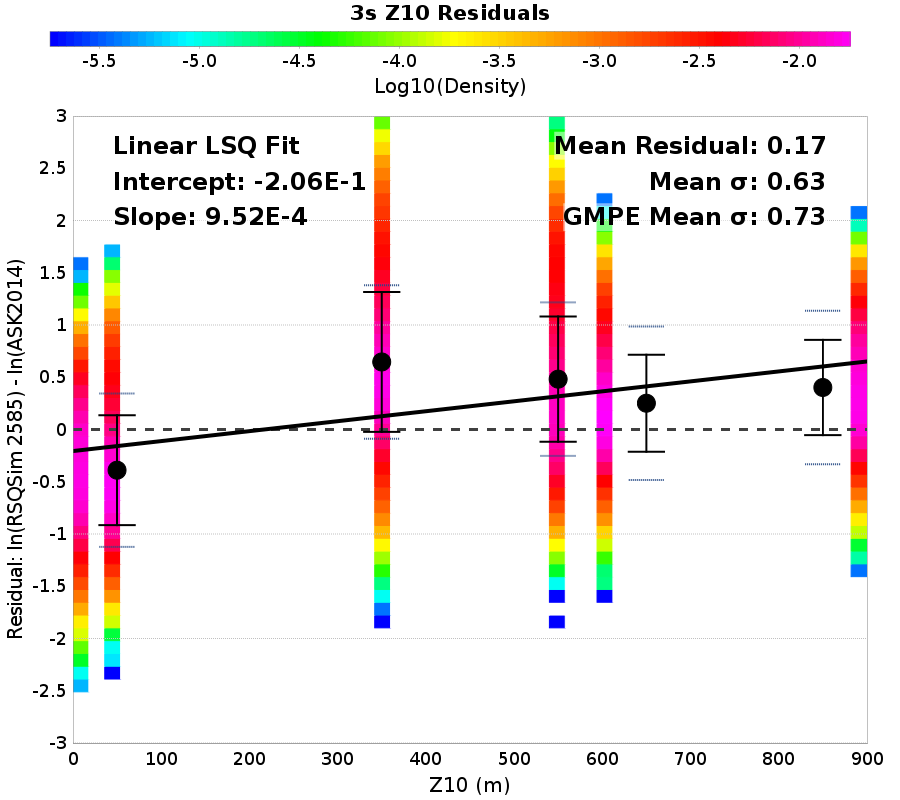 3s Z10 Residuals
-5.5 -5.0 -4.5 -4.0 -3.5 -3.0 -2.5 -2.0
Log10(Density)
Linear LSQ Fit
Intercept: -2.06E-1
Slope: 9.52E-4
Mean Residual: 0.17
Mean σ: 0.63
GMPE Mean σ: 0.73
Residual: ln(RSQSim 2585) - ln(ASK2014)
3
2.5
2
1.5
1
0.5
0
-0.5
-1
-1.5
-2
-2.5
-3
0 100 200 300 400 500 600 700 800 900
Z10 (m)